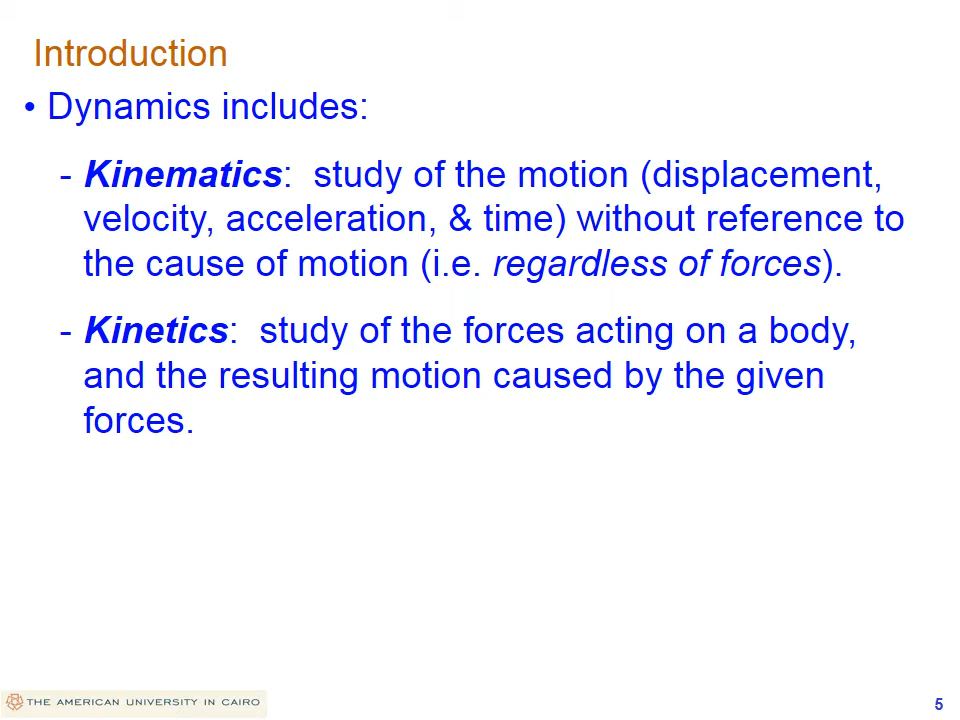 Introduction
• Dynamics includes:
- Kinematics:  study of the motion (displacement,
velocity, acceleration, & time) without reference to
the cause of motion (i.e. regardless of forces).
- Kinetics:  study of the forces acting on a body,
and the resulting motion caused by the given
forces.
THE AMERICAN UNIVERSITY IN CAIRO
5